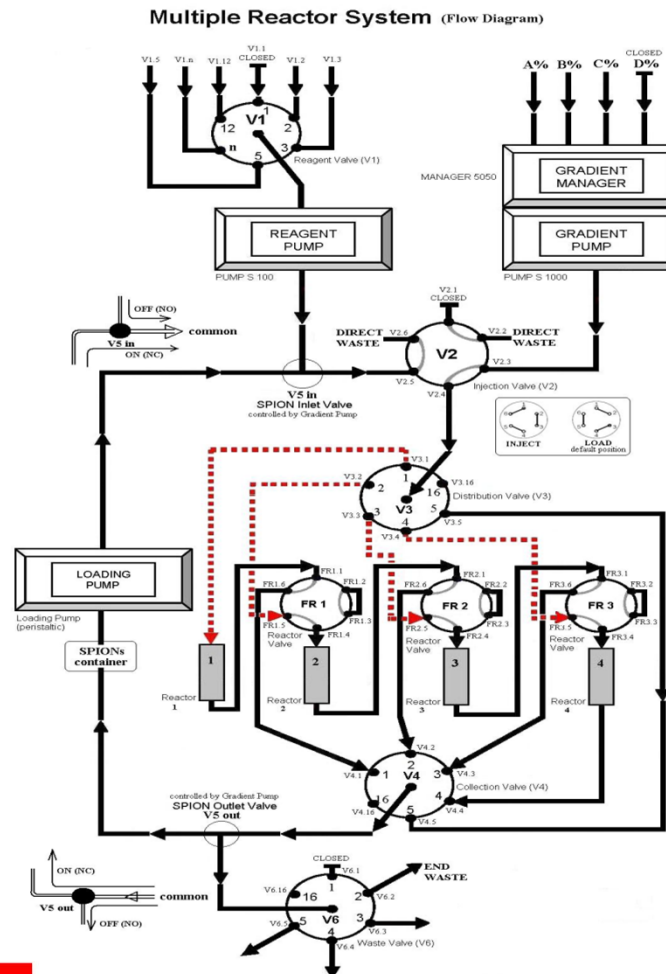 Multiple Reactor System (Flow Diagram)
V1.5
V1.n
V1.12
V1.1
CLOSED
V1.2
V1.3
A%
B%
C%
CLOSED
D%
12
1
2
V1
n
3
5
Reagent Valve (V1)
MANAGER 5050
GRADIENT
MANAGER
REAGENT
PUMP
PUMP S 100
GRADIENT
PUMP
PUMP S 1000
OFF (NO)
common
V5 in
ON (NC)
V2.1
CLOSED
DIRECT
WASTE
V2.6
V2.2
DIRECT
WASTE
V2
V2.5
V2.3
V2.4
Injection Valve (V2)
V5 in
SPION Inlet Valve
controlled by Gradient Pump
INJECT
LOAD
default position
V3.1
V3.2
V3.16
1
2
16
Distribution Valve (V3)
V3
3
4
5
V3.3
V3.4
V3.5
LOADING
PUMP
Loading Pump
(peristaltic)
SPIONs
container
FR1.1
FR1.6
FR1.2
FR 1
FR1.5
FR1.3
FR1.4
Reactor
Valve
FR2.1
FR2.6
FR2.2
FR 2
FR2.5
FR2.3
FR2.4
Reactor
Valve
FR3.1
FR3.6
FR3.2
FR 3
FR3.5
FR3.3
FR3.4
Reactor
Valve
1
2
3
4
Reactor
1
Reactor
2
Reactor
3
Reactor
4
V4.2
V4.1
1
2
3
V4.3
V4
16
4
V4.16
5
V4.4
V4.5
Collection Valve (V4)
controlled by Gradient Pump
SPION Outlet Valve
V5 out
ON (NC)
common
V5 out
OFF (NO)
CLOSED
V6.1
END
WASTE
V6.16
16
1
2
V6.2
V6
V6.5
5
4
3
V6.3
V6.4
Waste Valve (V6)